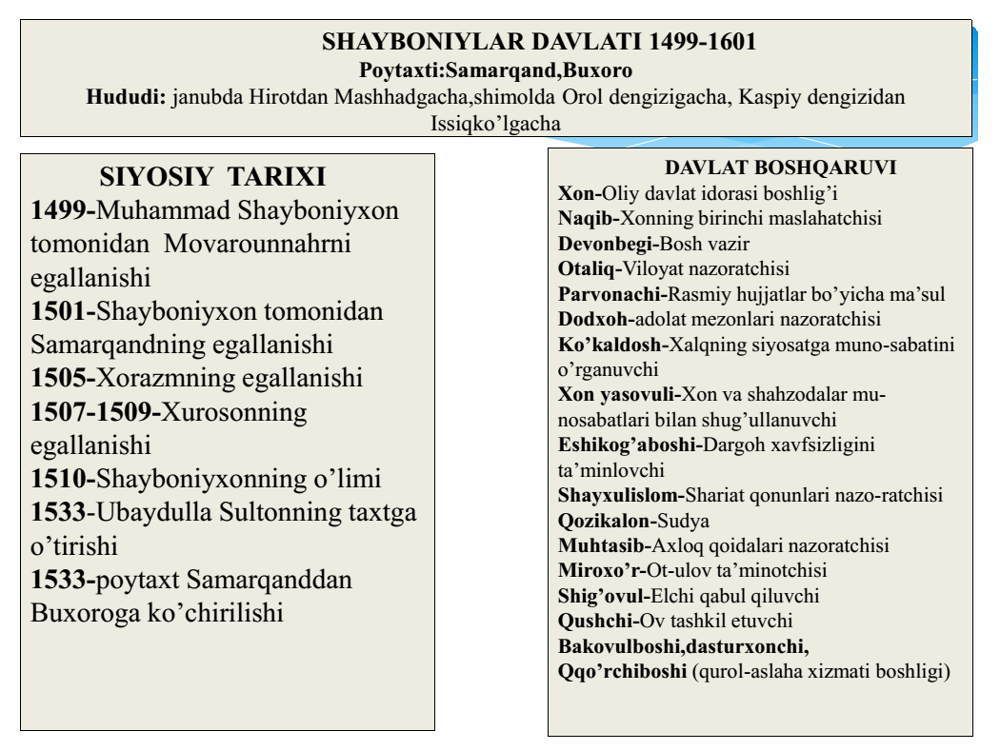 SHAYBONIYLAR DAVLATI 1499-1601
Poytaxti:Samarqand,Buxoro
Hududi: janubda Hirotdan Mashhadgacha,shimolda Orol dengizigacha, Kaspiy dengizidan
Issiqko’lgacha
SIYOSIY TARIXI
1499-Muhammad Shayboniyxon
tomonidan Movarounnahrni
egallanishi
1501-Shayboniyxon tomonidan
Samarqandning egallanishi
1505-Xorazmning egallanishi
1507-1509-Xurosonning
egallanishi
1510-Shayboniyxonning o’limi
1533-Ubaydulla Sultonning taxtga
o’tirishi
1533-poytaxt Samarqanddan
Buxoroga ko’chirilishi
DAVLAT BOSHQARUVI
Xon-Oliy davlat idorasi boshlig’i
Naqib-Xonning birinchi maslahatchisi
Devonbegi-Bosh vazir
Otaliq-Viloyat nazoratchisi
Parvonachi-Rasmiy hujjatlar bo’yicha ma’sul
Dodxoh-adolat mezonlari nazoratchisi
Ko’kaldosh-Xalqning siyosatga muno-sabatini
o’rganuvchi
Xon yasovuli-Xon va shahzodalar mu-
nosabatlari bilan shug’ullanuvchi
Eshikog’aboshi-Dargoh xavfsizligini
ta’minlovchi
Shayxulislom-Shariat qonunlari nazo-ratchisi
Qozikalon-Sudya
Muhtasib-Axloq qoidalari nazoratchisi
Miroxo’r-Ot-ulov ta’minotchisi
Shig’ovul-Elchi qabul qiluvchi
Qushchi-Ov tashkil etuvchi
Bakovulboshi,dasturxonchi,
Qqo’rchiboshi (qurol-aslaha xizmati boshligi)